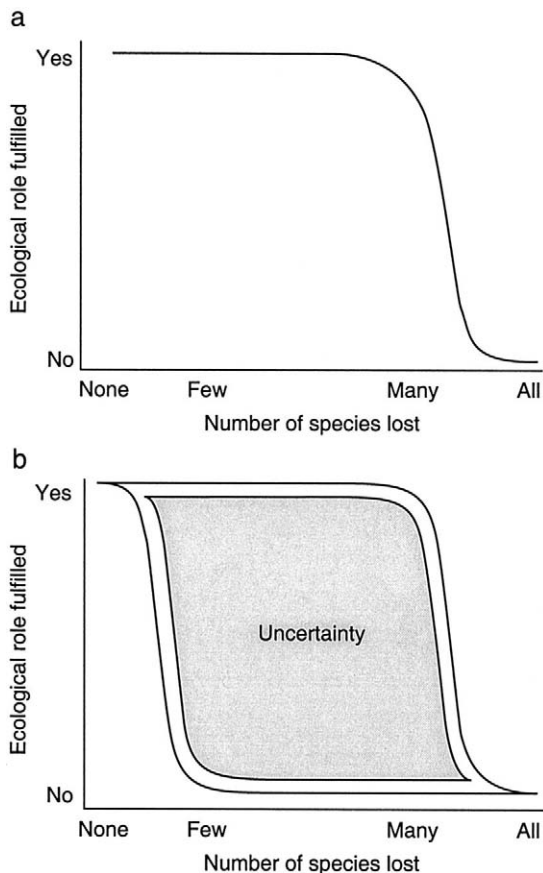 a
Yes
Ecological role fulfilled
No
None Few Many All
Number of species lost
b
Yes
Ecological role fulfilled
Uncertainty
No
None Few Many All
Number of species lost